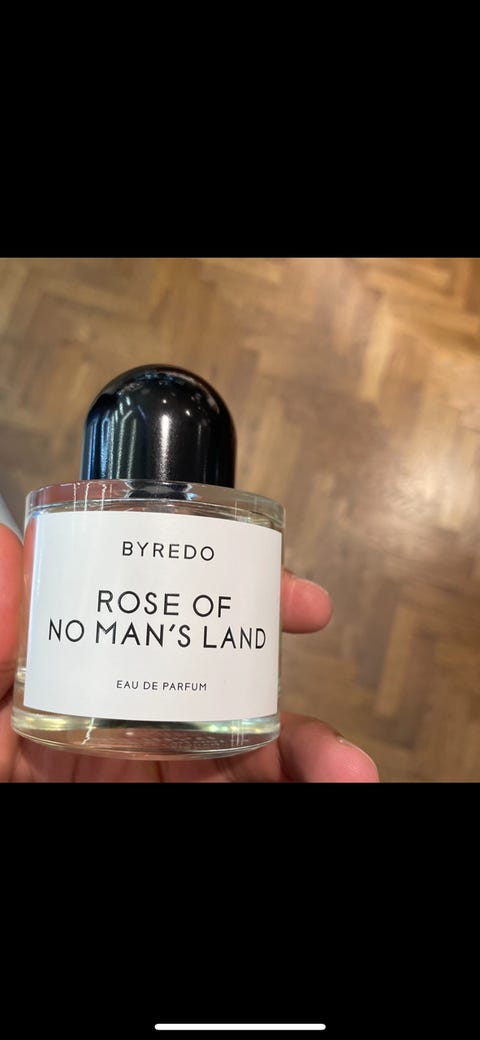 BYREDO
ROSE OF
NO MAN'S LAND
EAU DE PARFUM